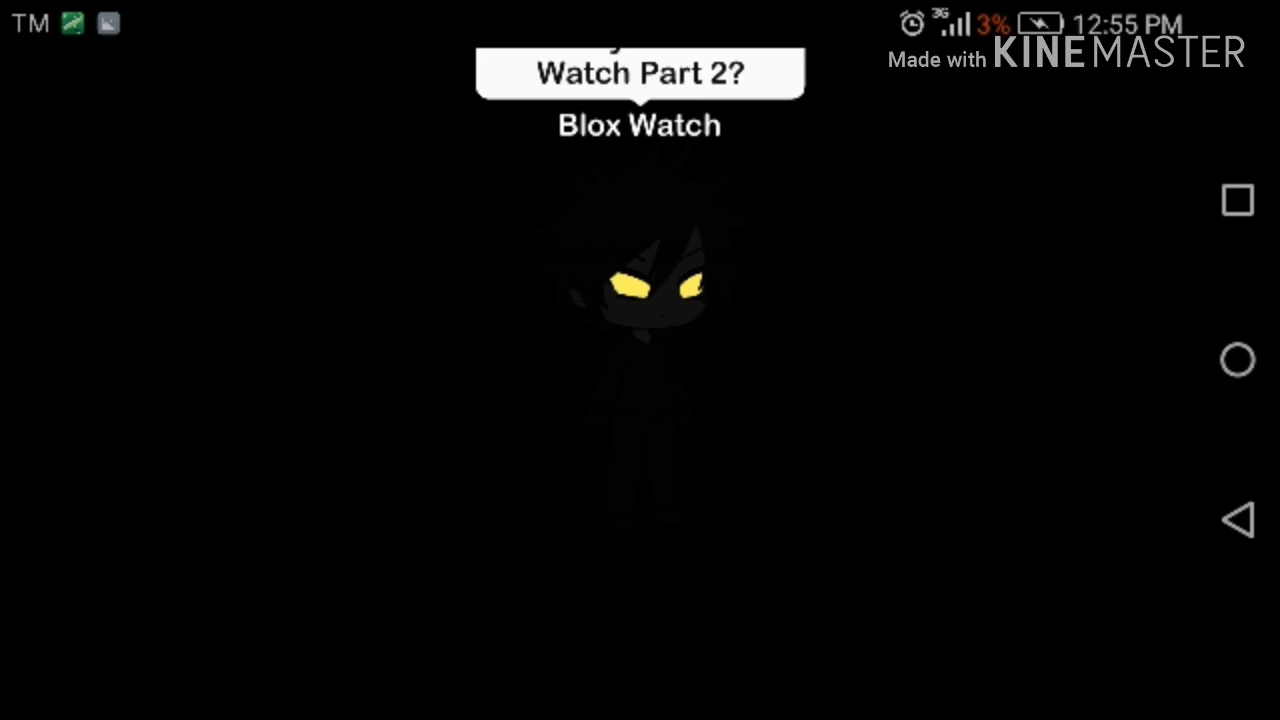 TM 3G 3% 12:55 PM
Made with KINEMASTER
Watch Part 2?
Blox Watch